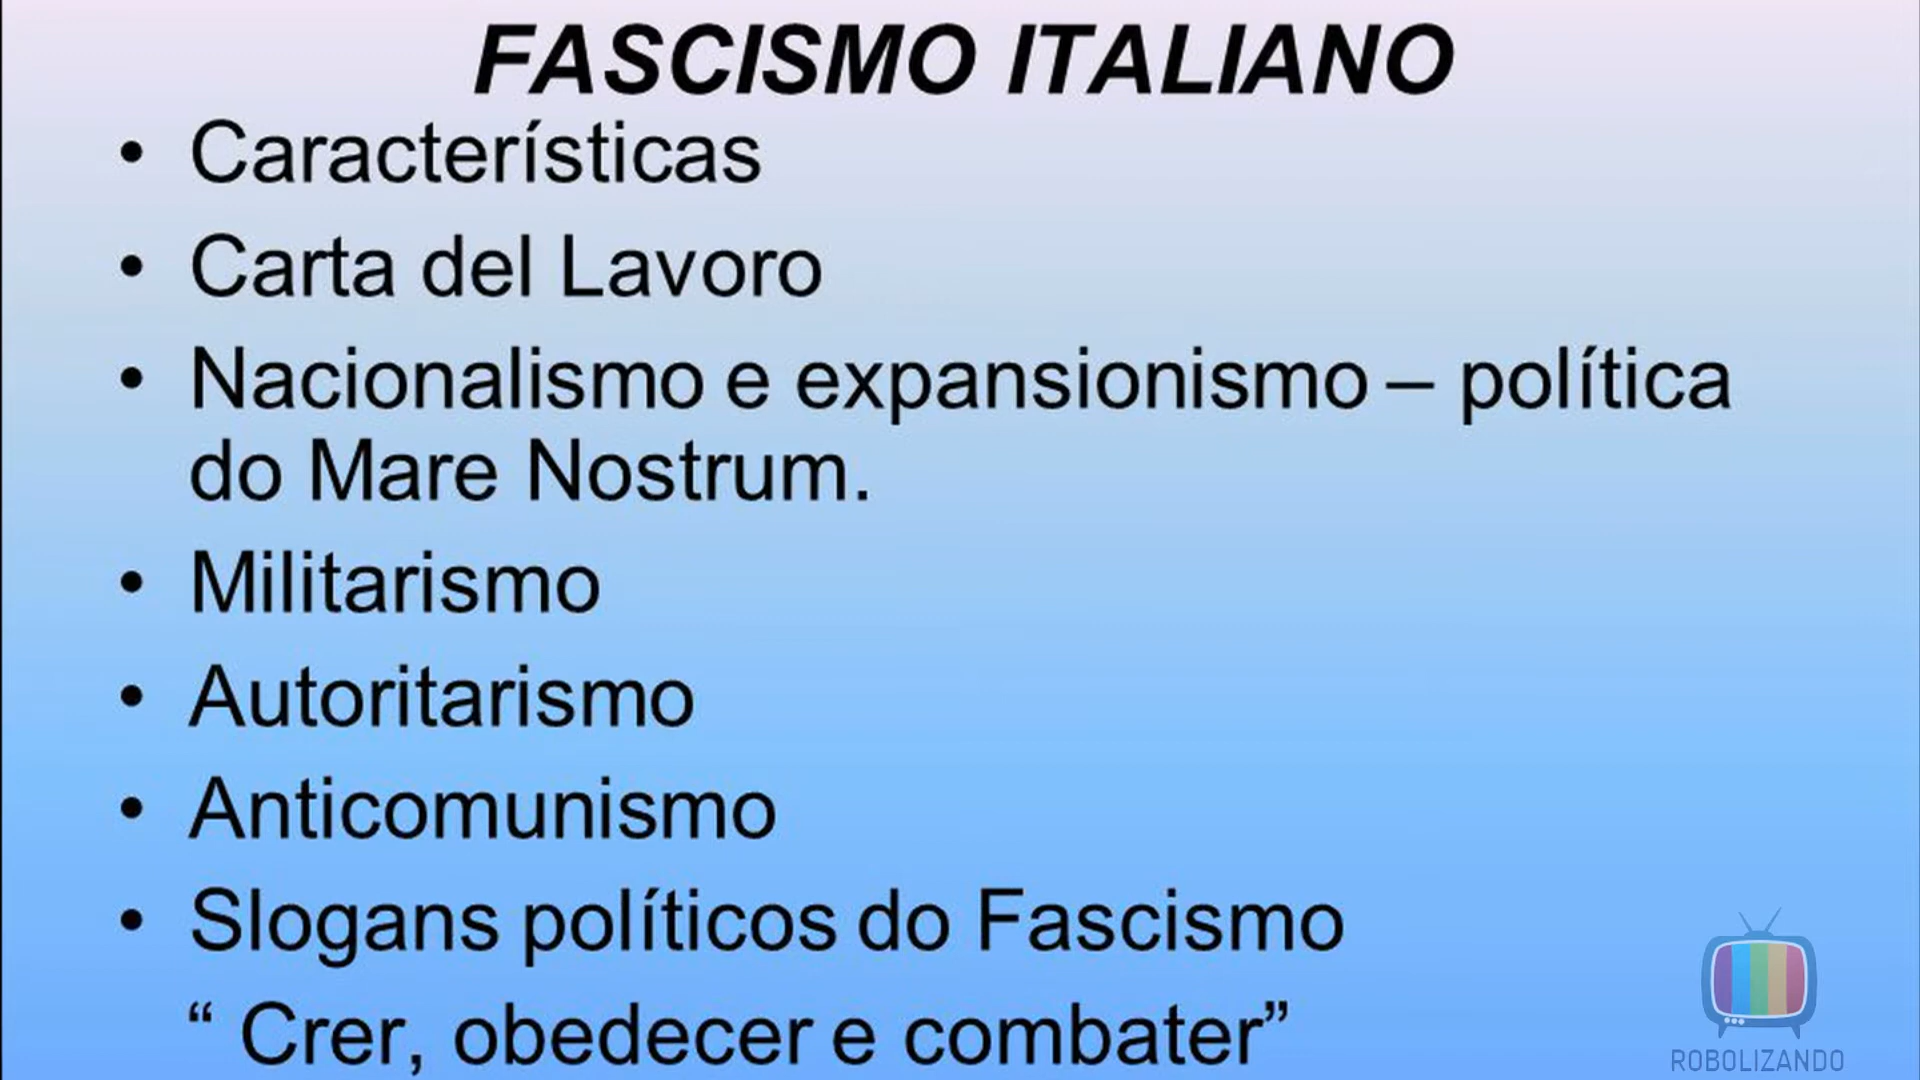 FASCISMO ITALIANO
• Características
• Carta del Lavoro
• Nacionalismo e expansionismo – política
do Mare Nostrum.
• Militarismo
• Autoritarismo
• Anticomunismo
• Slogans políticos do Fascismo
“ Crer, obedecer e combater”
ROBOLIZANDO